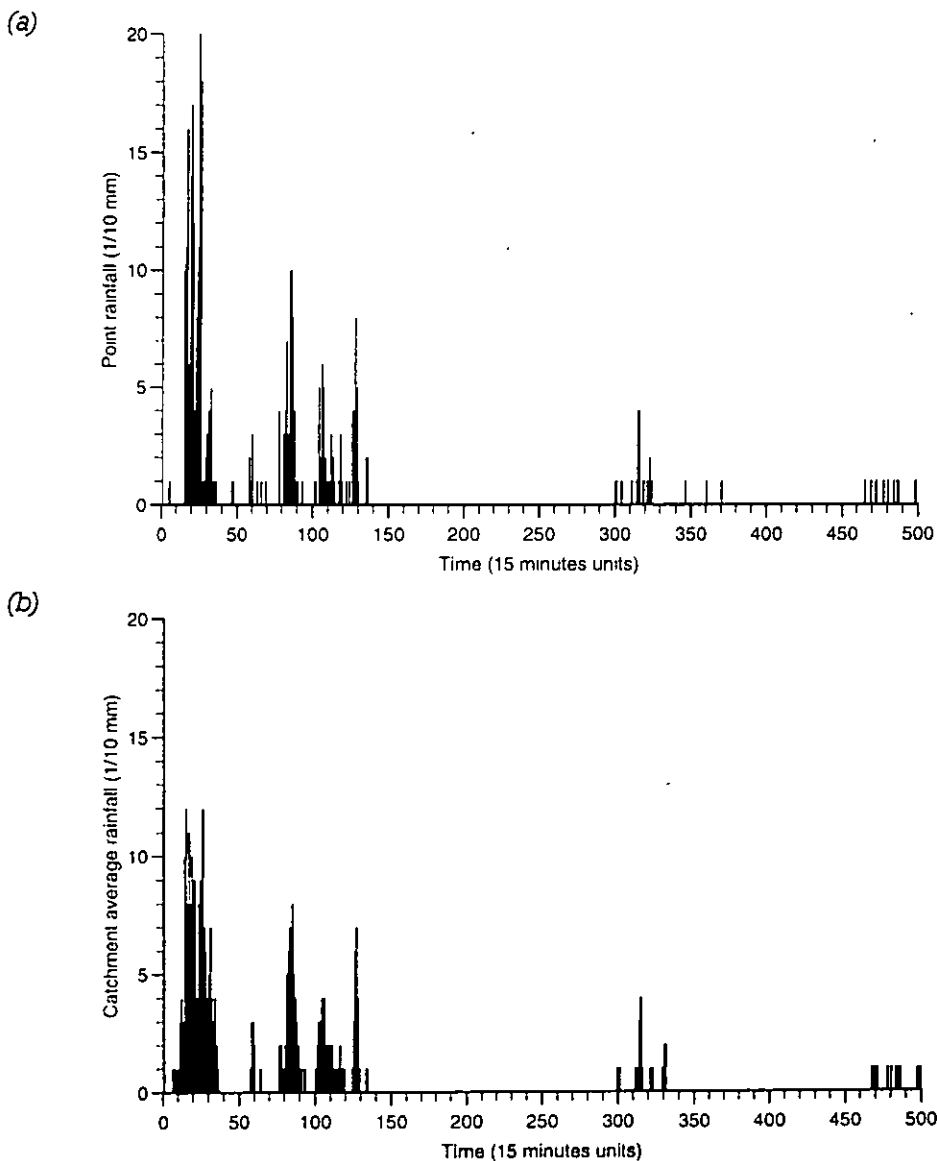 (a)
Point rainfall (1/10 mm)
20
15
10
5
0
0 50 100 150 200 250 300 350 400 450 500
Time (15 minutes units)
(b)
Catchment average rainfall (1/10 mm)
20
15
10
5
0
0 50 100 150 200 250 300 350 400 450 500
Time (15 minutes units)